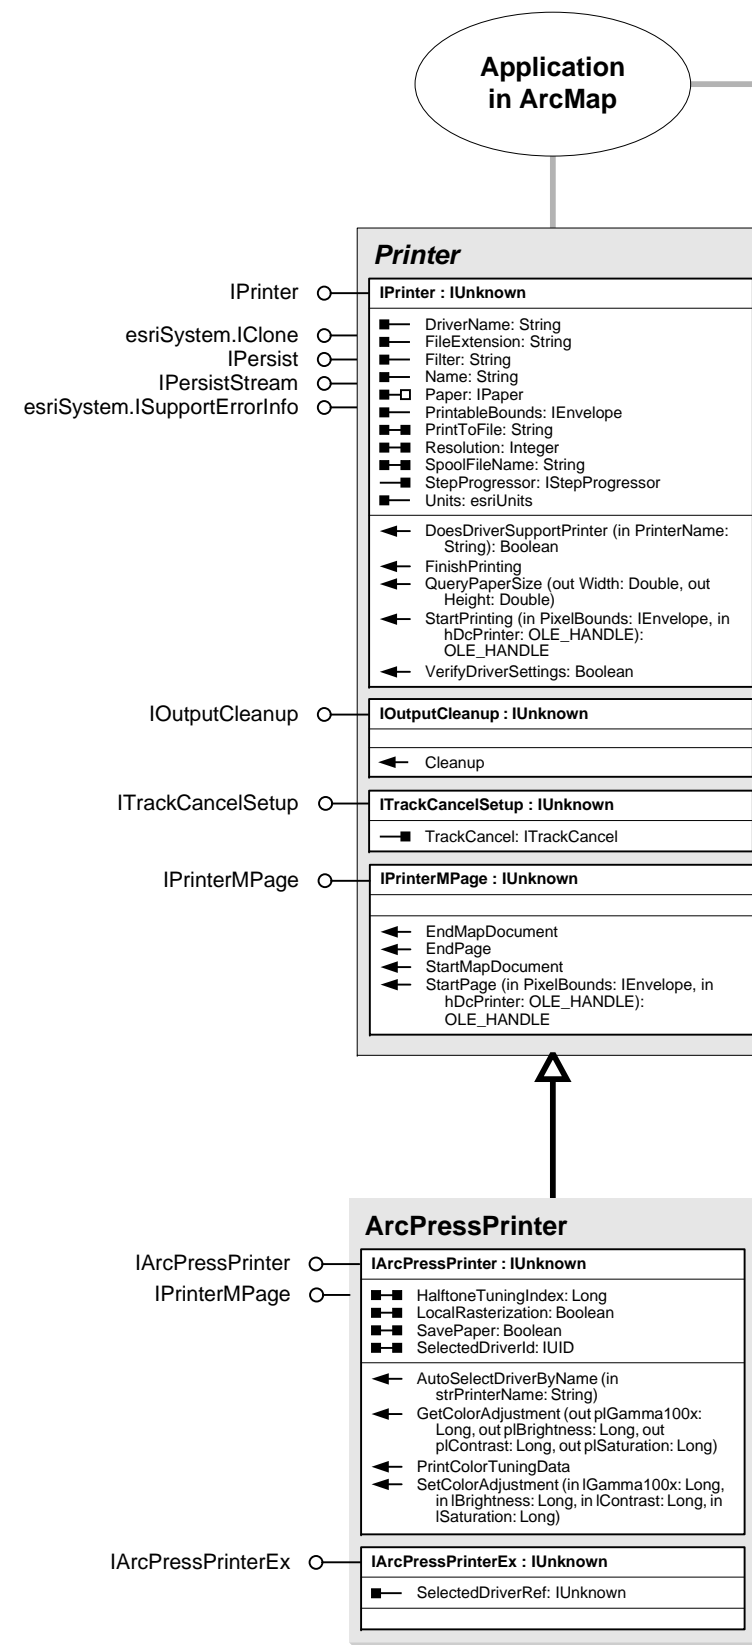 Application
in ArcMap
Printer
IPrinter
IPrinter : IUnknown
DriverName: String
esriSystem.IClone
FileExtension: String
IPersist
Filter: String
Name: String
IPersistStream
Paper: IPaper
esriSystem.ISupportErrorInfo
PrintableBounds: IEnvelope
PrintToFile: String
Resolution: Integer
SpoolFileName: String
StepProgressor: IStepProgressor
Units: esriUnits
DoesDriverSupportPrinter (in PrinterName:
String): Boolean
FinishPrinting
QueryPaperSize (out Width: Double, out
Height: Double)
StartPrinting (in PixelBounds: IEnvelope, in
hDcPrinter: OLE_HANDLE):
OLE_HANDLE
VerifyDriverSettings: Boolean
IOutputCleanup
IOutputCleanup : IUnknown
Cleanup
ITrackCancelSetup
ITrackCancelSetup : IUnknown
TrackCancel: ITrackCancel
IPrinterMPage
IPrinterMPage : IUnknown
EndMapDocument
EndPage
StartMapDocument
StartPage (in PixelBounds: IEnvelope, in
hDcPrinter: OLE_HANDLE):
OLE_HANDLE
ArcPressPrinter
IArcPressPrinter
IArcPressPrinter : IUnknown
IPrinterMPage
HalftoneTuningIndex: Long
LocalRasterization: Boolean
SavePaper: Boolean
SelectedDriverId: IUID
AutoSelectDriverByName (in
strPrinterName: String)
GetColorAdjustment (out plGamma100x:
Long, out plBrightness: Long, out
plContrast: Long, out plSaturation: Long)
PrintColorTuningData
SetColorAdjustment (in lGamma100x: Long,
in lBrightness: Long, in lContrast: Long, in
lSaturation: Long)
IArcPressPrinterEx
IArcPressPrinterEx : IUnknown
SelectedDriverRef: IUnknown